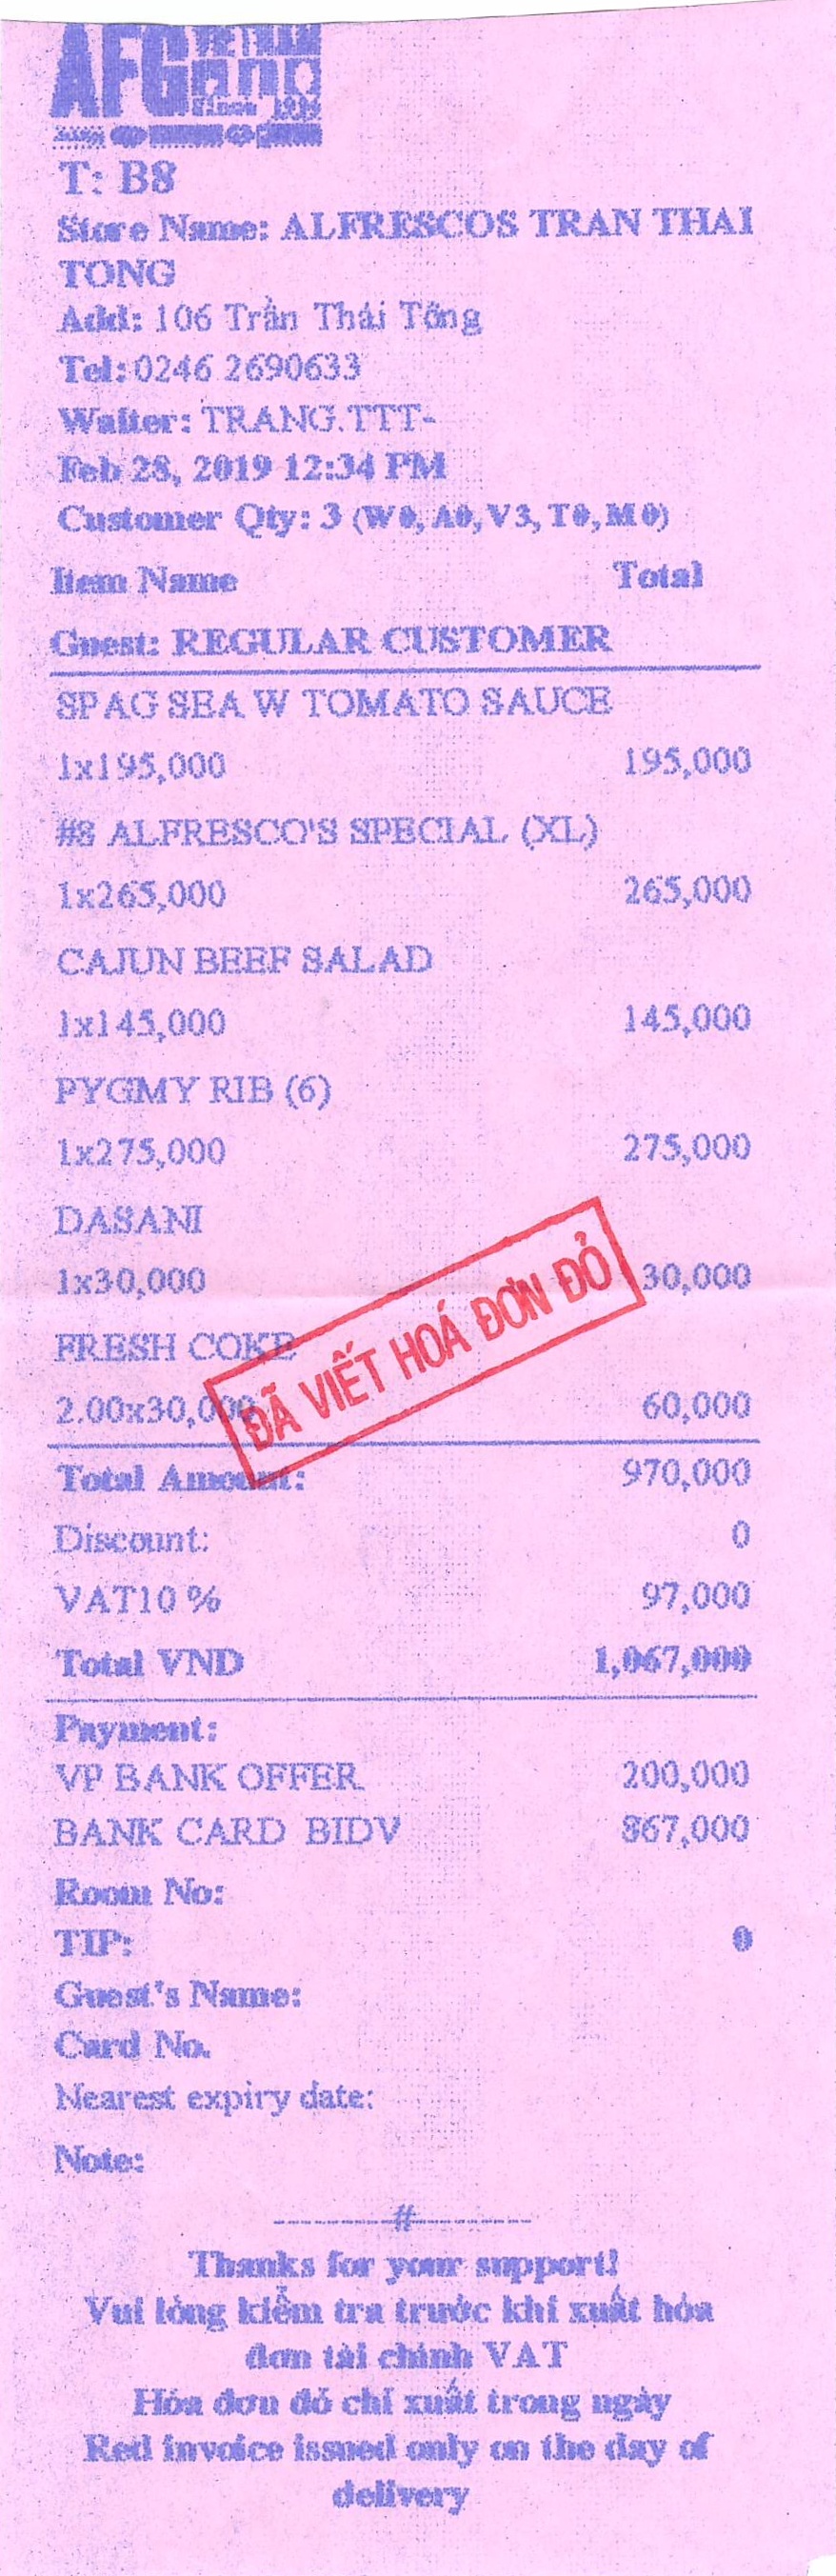 AFG VIETNAM
Since
T: B8
Store Name: ALFRESCOS TRAN THAI
TONG
Add: 106 Trần Thái Tông
Tel: 0246 2690633
Waiter: TRANG.TTT-
Feb 28, 2019 12:34 PM
Customer Qty: 3 (W0, A0, V3, T0, M0)
Item Name Total
Guest: REGULAR CUSTOMER
SPAG SEA W TOMATO SAUCE
1x195,000 195,000
#8 ALFRESCO'S SPECIAL (XL)
1x265,000 265,000
CAJUN BEEF SALAD
1x145,000 145,000
PYGMY RIB (6)
1x275,000 275,000
DASANI
1x30,000 30,000
ĐÃ VIẾT HOÁ ĐƠN ĐỎ
FRESH COKE
2.00x30,000 60,000
Total Amount: 970,000
Discount: 0
VAT10 % 97,000
Total VND 1,067,000
Payment:
VP BANK OFFER 200,000
BANK CARD BIDV 867,000
Room No:
TIP: 0
Guest's Name:
Card No.
Nearest expiry date:
Note:
-----------#-----------
Thanks for your support!
Vui lòng kiểm tra trước khi xuất hóa
đơn tài chính VAT
Hóa đơn đỏ chỉ xuất trong ngày
Red invoice issued only on the day of
delivery